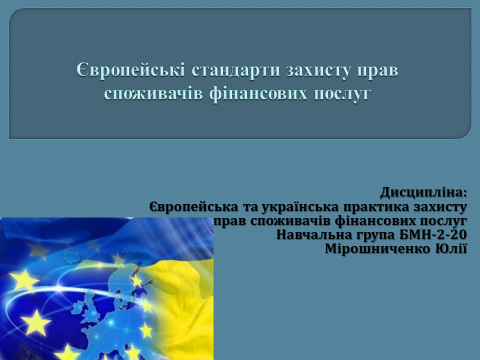 Європейські стандарти захисту прав
споживачів фінансових послуг
Дисципліна:
Європейська та українська практика захисту
прав споживачів фінансових послуг
Навчальна група БМН-2-20
Мірошниченко Юлії